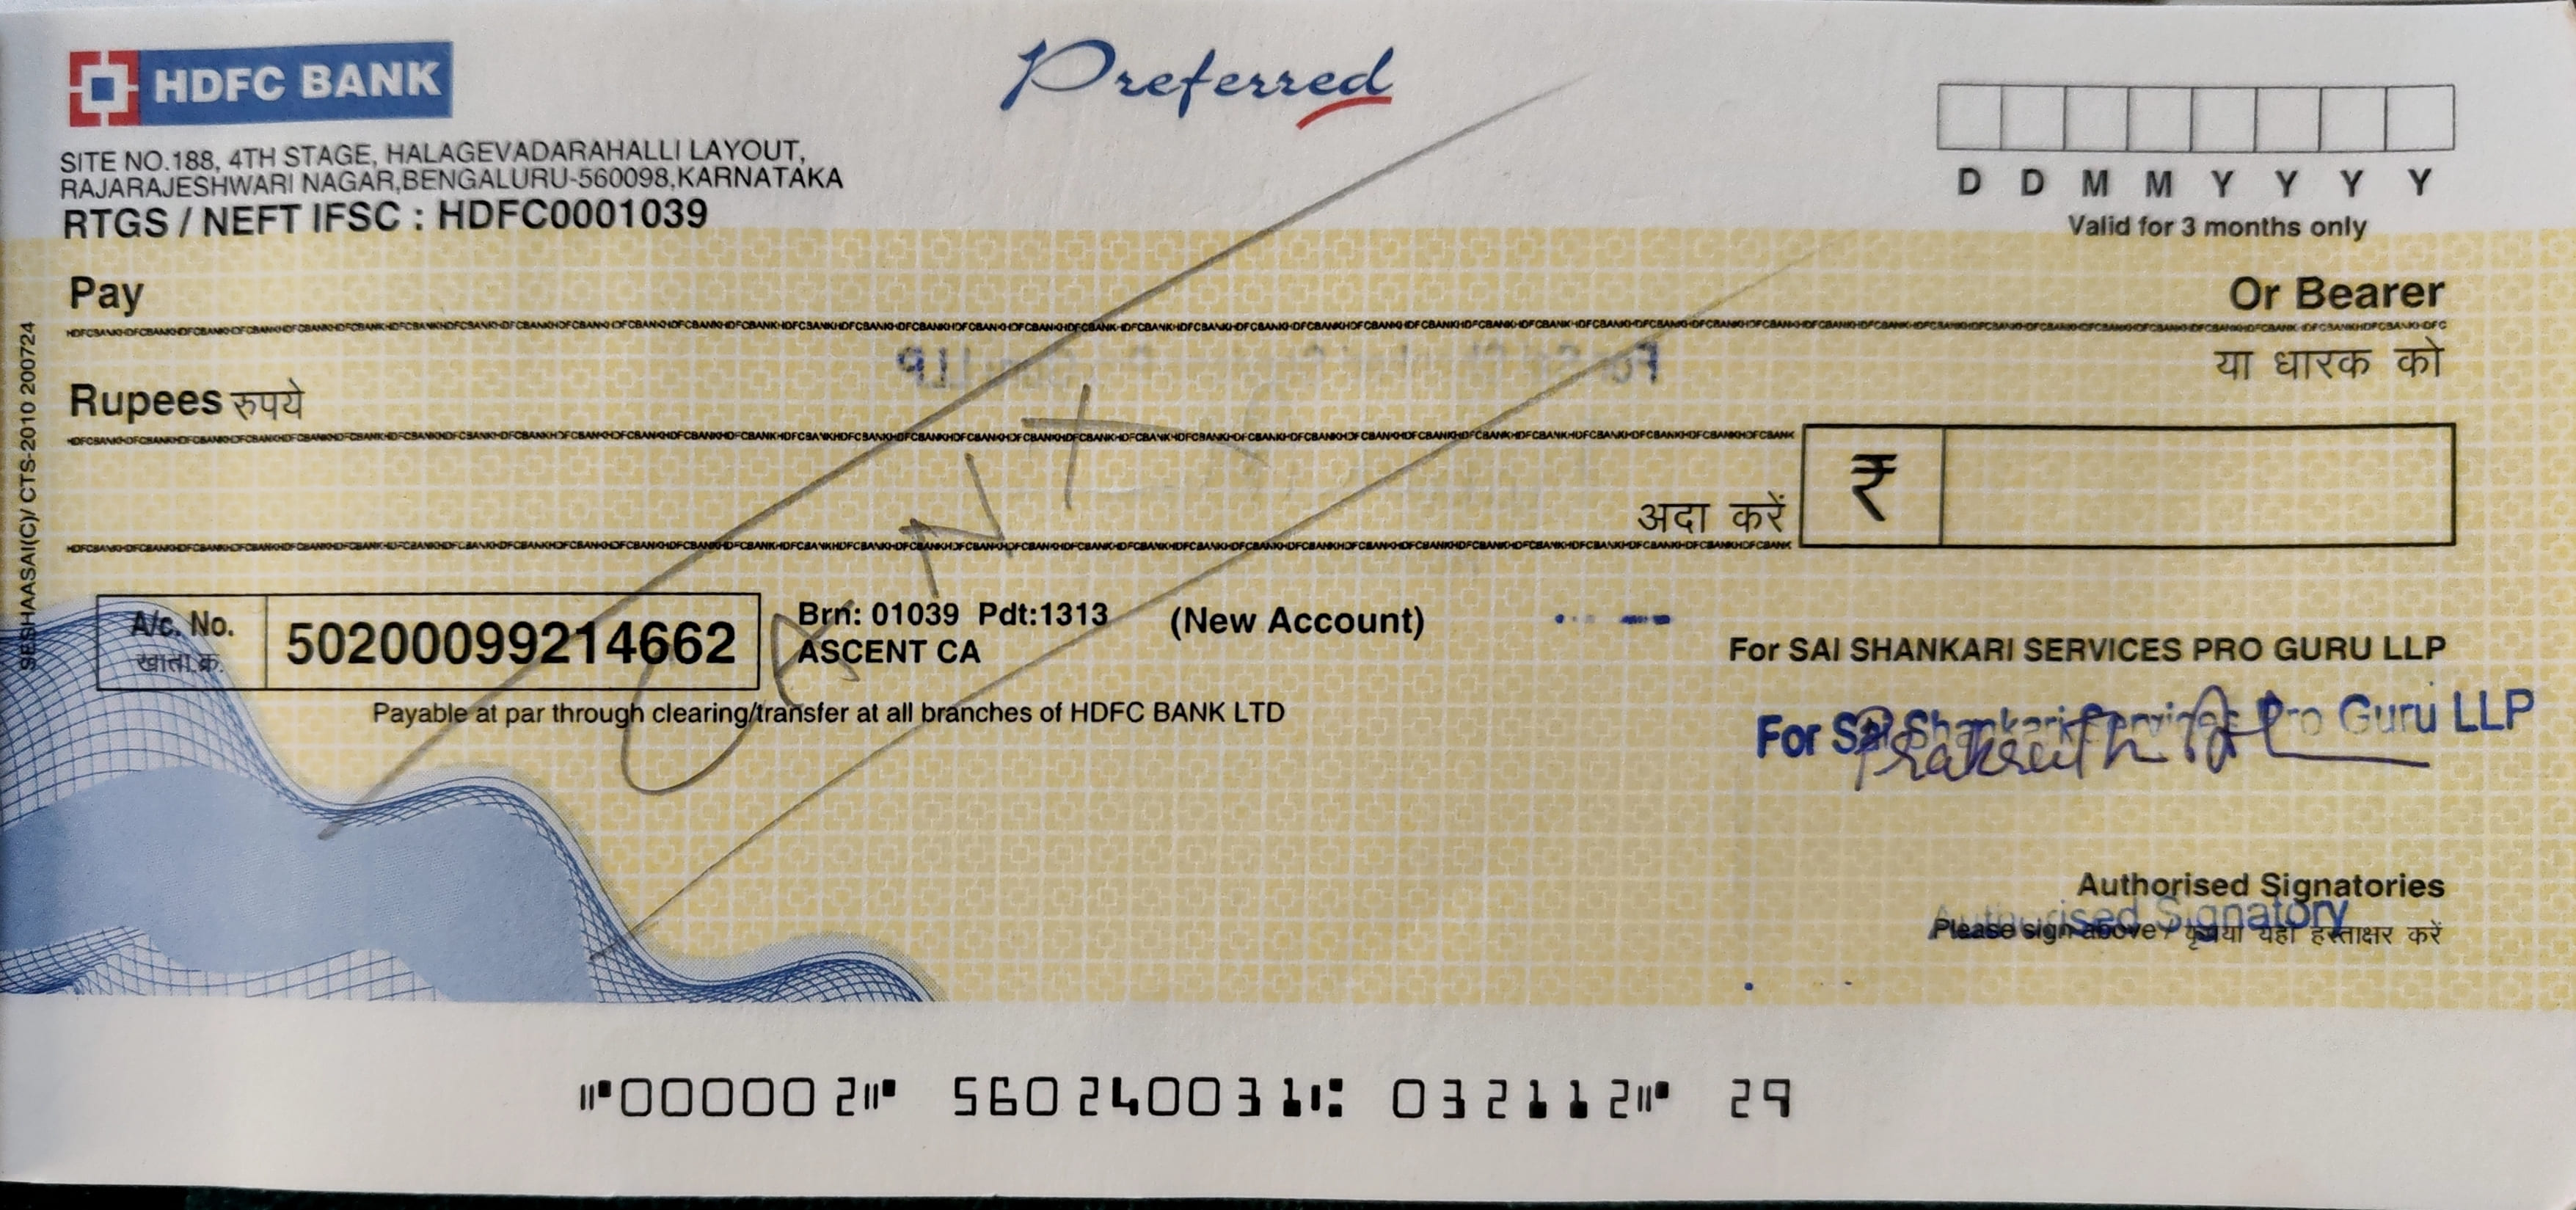 HDFC BANK
Preferred
SITE NO.188, 4TH STAGE, HALAGEVADARAHALLI LAYOUT,
RAJARAJESHWARI NAGAR,BENGALURU-560098,KARNATAKA
RTGS / NEFT IFSC : HDFC0001039
D D M M Y Y Y Y
Valid for 3 months only
Pay
Or Bearer
या धारक को
Rupees रुपये
अदा करें
₹
A/c. No.
खाता.क्र.
50200099214662
Brn: 01039 Pdt:1313
ASCENT CA
(New Account)
Payable at par through clearing/transfer at all branches of HDFC BANK LTD
For SAI SHANKARI SERVICES PRO GURU LLP
For Sai Shankari Services Pro Guru LLP
Authorised Signatories
Authorised Signatory
Please sign above / कृपया यहाँ हस्ताक्षर करें
SESHAASAI(C)/ CTS-2010 200724
⑈000002⑈ 560240031⑆ 032112⑈ 29